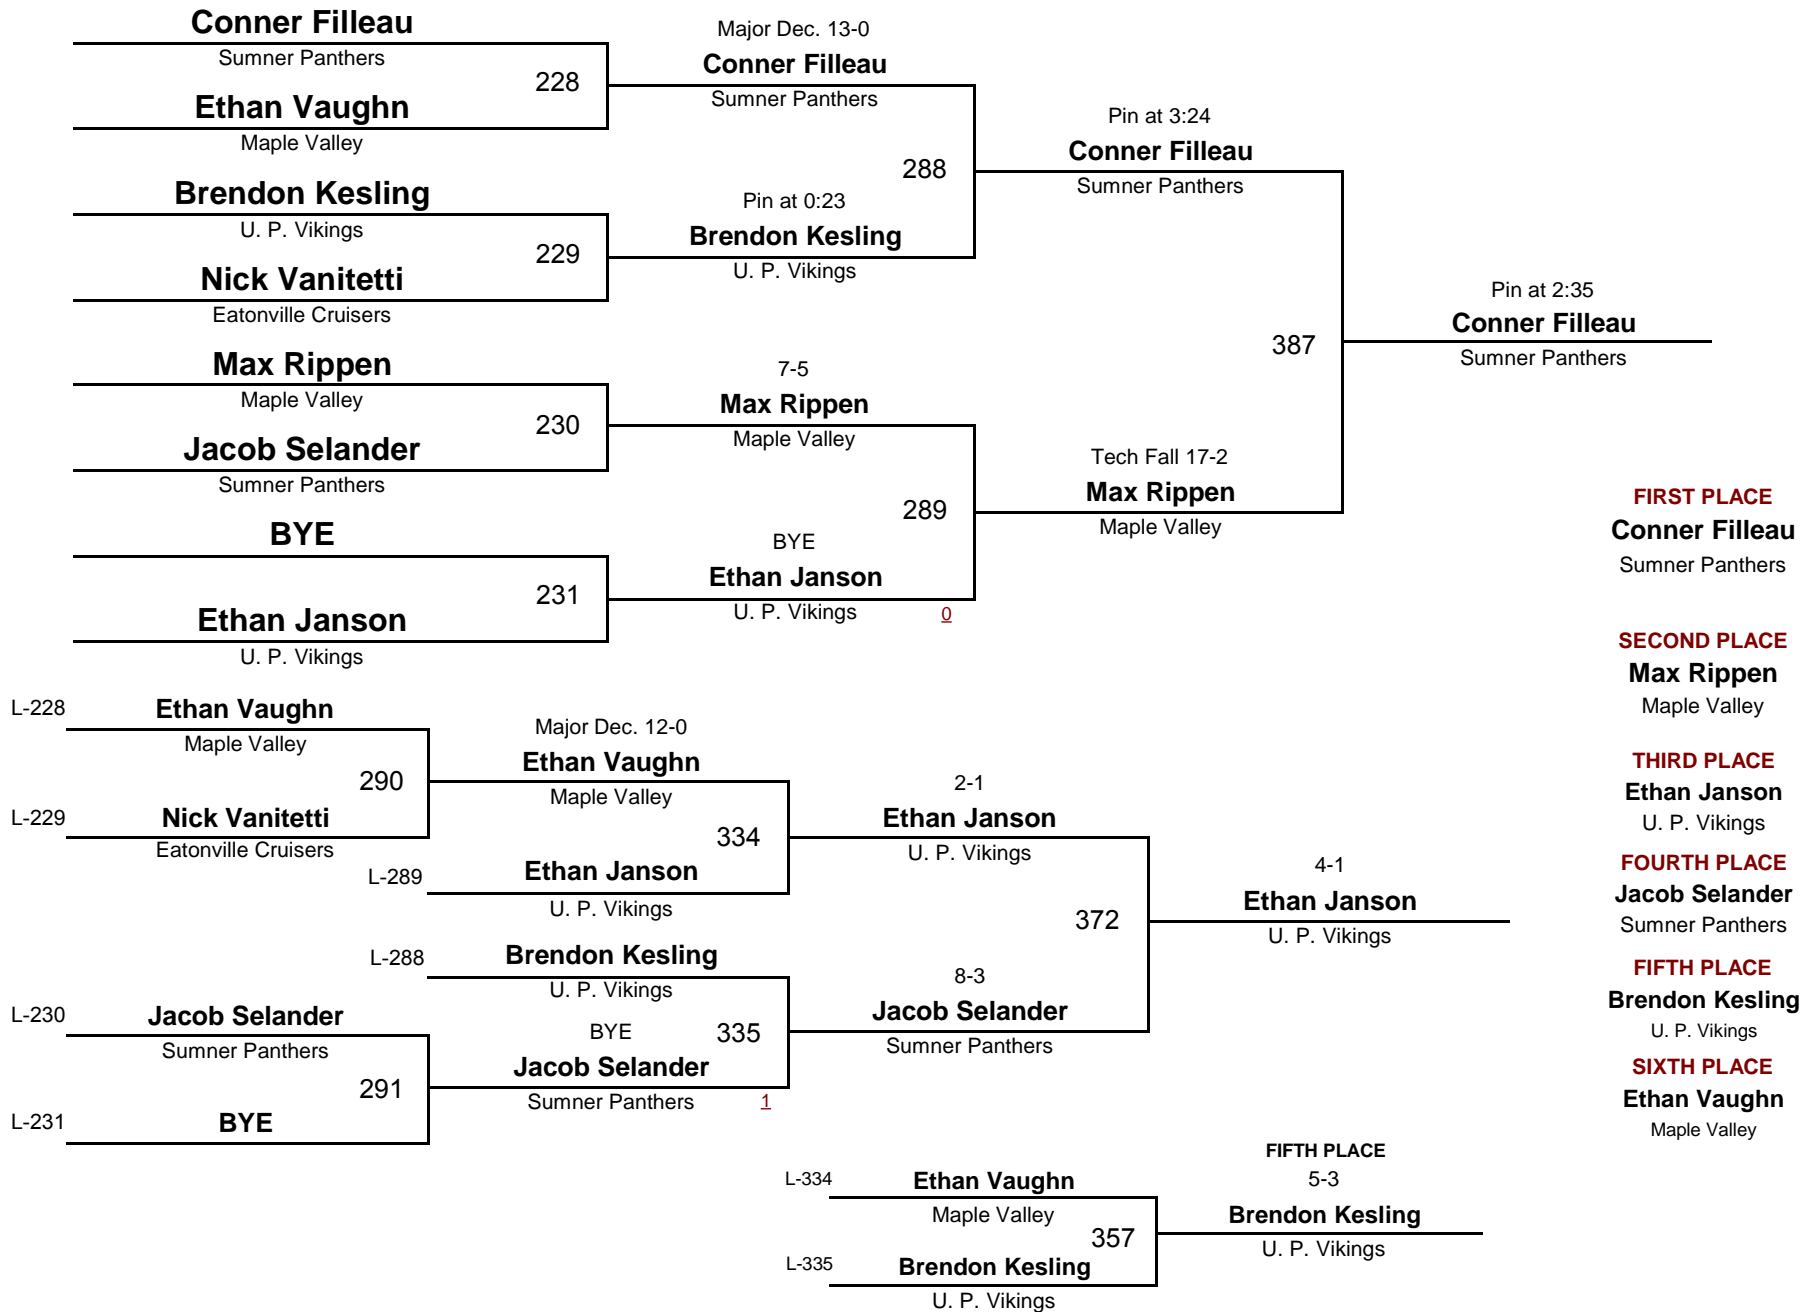 Conner Filleau
Sumner Panthers
228
Ethan Vaughn
Maple Valley
Brendon Kesling
U. P. Vikings
229
Nick Vanitetti
Eatonville Cruisers
Max Rippen
Maple Valley
230
Jacob Selander
Sumner Panthers
BYE
231
Ethan Janson
U. P. Vikings
Major Dec. 13-0
Conner Filleau
Sumner Panthers
288
Pin at 0:23
Brendon Kesling
U. P. Vikings
7-5
Max Rippen
Maple Valley
289
BYE
Ethan Janson
U. P. Vikings
0
Pin at 3:24
Conner Filleau
Sumner Panthers
387
Tech Fall 17-2
Max Rippen
Maple Valley
Pin at 2:35
Conner Filleau
Sumner Panthers
L-228
Ethan Vaughn
Maple Valley
290
L-229
Nick Vanitetti
Eatonville Cruisers
Major Dec. 12-0
Ethan Vaughn
Maple Valley
334
L-289
Ethan Janson
U. P. Vikings
L-288
Brendon Kesling
U. P. Vikings
335
L-230
Jacob Selander
Sumner Panthers
291
L-231
BYE
BYE
Jacob Selander
Sumner Panthers
1
2-1
Ethan Janson
U. P. Vikings
372
8-3
Jacob Selander
Sumner Panthers
4-1
Ethan Janson
U. P. Vikings
L-334
Ethan Vaughn
Maple Valley
357
L-335
Brendon Kesling
U. P. Vikings
FIFTH PLACE
5-3
Brendon Kesling
U. P. Vikings
FIRST PLACE
Conner Filleau
Sumner Panthers
SECOND PLACE
Max Rippen
Maple Valley
THIRD PLACE
Ethan Janson
U. P. Vikings
FOURTH PLACE
Jacob Selander
Sumner Panthers
FIFTH PLACE
Brendon Kesling
U. P. Vikings
SIXTH PLACE
Ethan Vaughn
Maple Valley